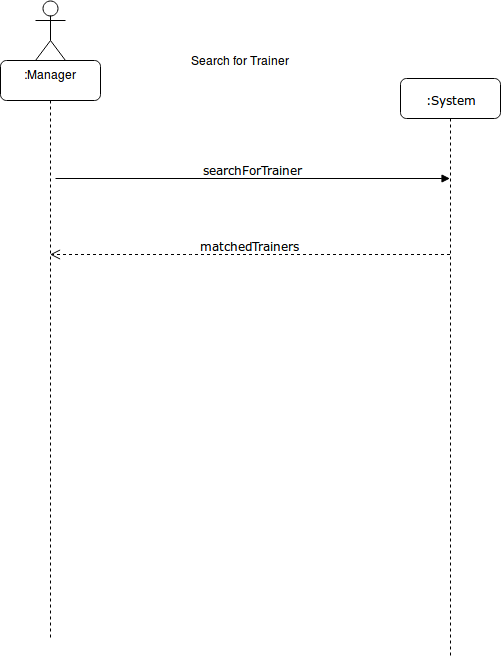 Search for Trainer
:Manager
:System
searchForTrainer
matchedTrainers